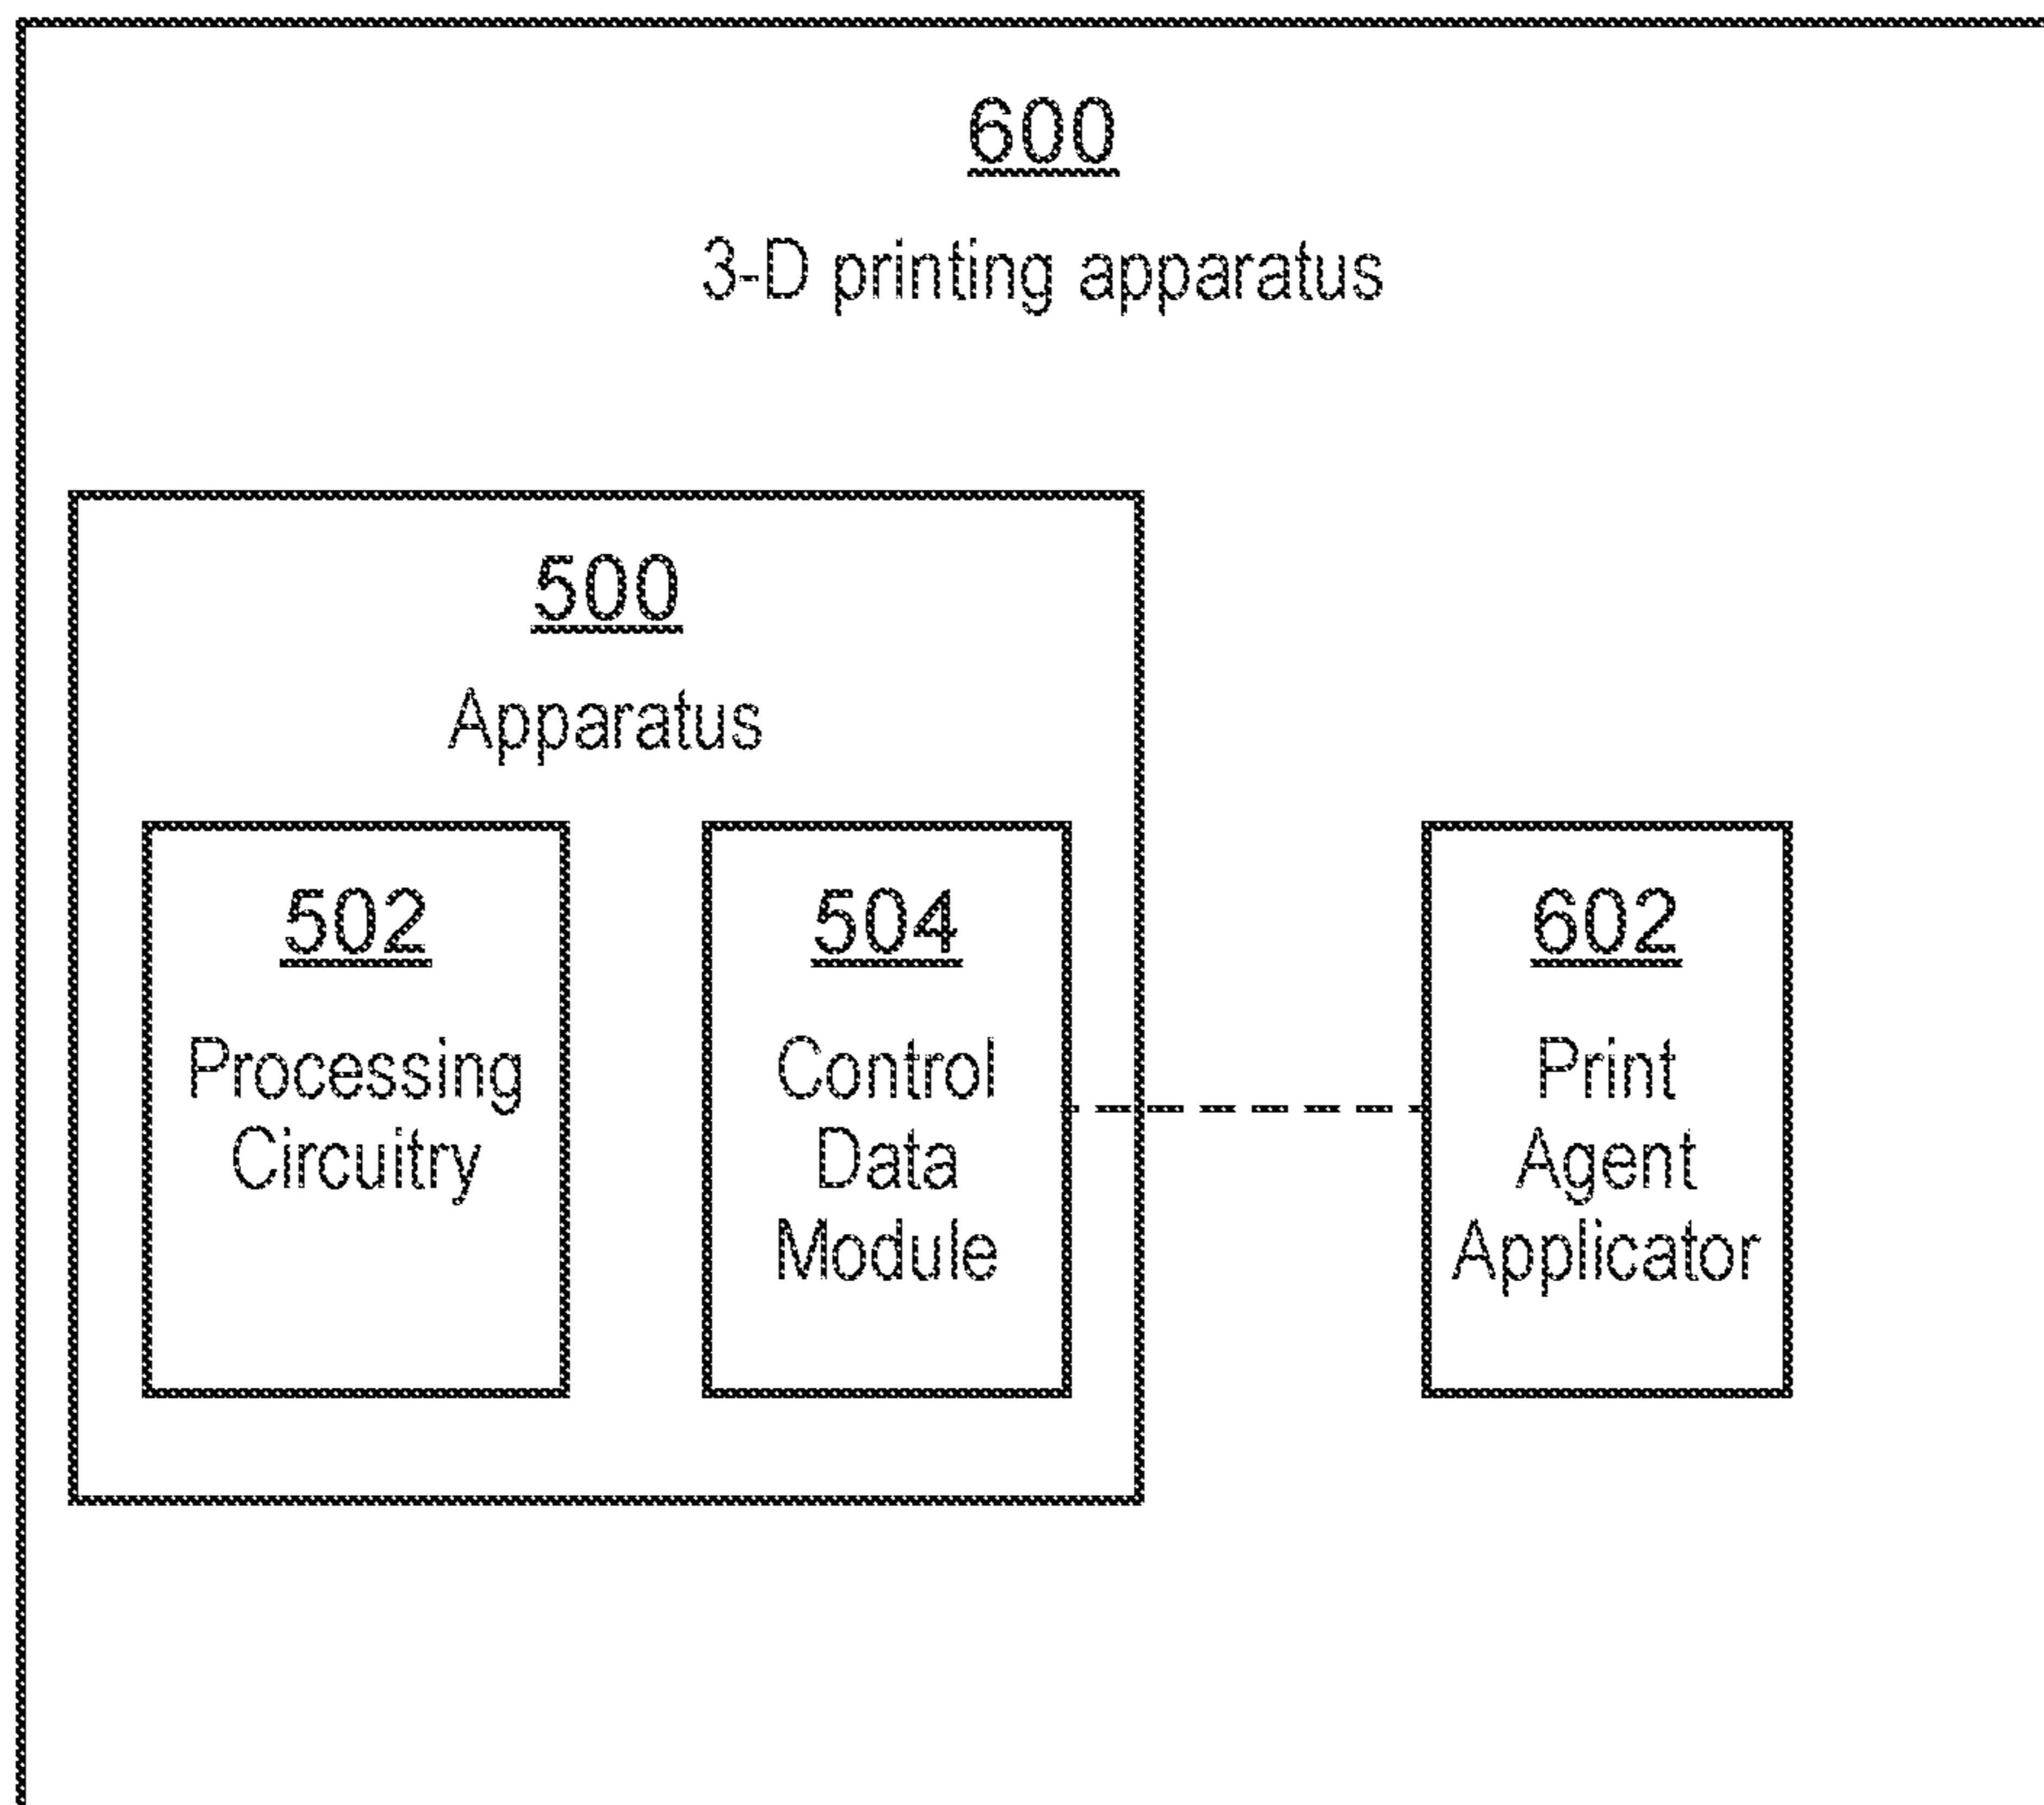 600
3-D printing apparatus
500
Apparatus
502
Processing
Circuitry
504
Control
Data
Module
602
Print
Agent
Applicator